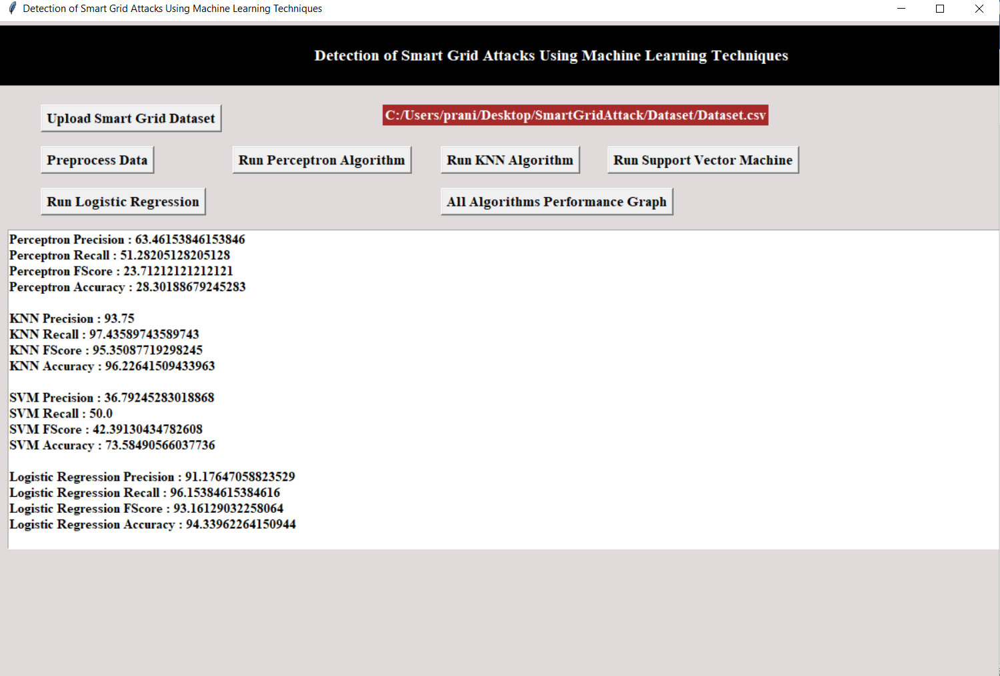 Detection of Smart Grid Attacks Using Machine Learning Techniques
Detection of Smart Grid Attacks Using Machine Learning Techniques
Upload Smart Grid Dataset
C:/Users/prani/Desktop/SmartGridAttack/Dataset/Dataset.csv
Preprocess Data
Run Perceptron Algorithm
Run KNN Algorithm
Run Support Vector Machine
Run Logistic Regression
All Algorithms Performance Graph
Perceptron Precision : 63.46153846153846
Perceptron Recall : 51.28205128205128
Perceptron FScore : 23.71212121212121
Perceptron Accuracy : 28.30188679245283
KNN Precision : 93.75
KNN Recall : 97.43589743589743
KNN FScore : 95.35087719298245
KNN Accuracy : 96.22641509433963
SVM Precision : 36.79245283018868
SVM Recall : 50.0
SVM FScore : 42.39130434782608
SVM Accuracy : 73.58490566037736
Logistic Regression Precision : 91.17647058823529
Logistic Regression Recall : 96.15384615384616
Logistic Regression FScore : 93.16129032258064
Logistic Regression Accuracy : 94.33962264150944